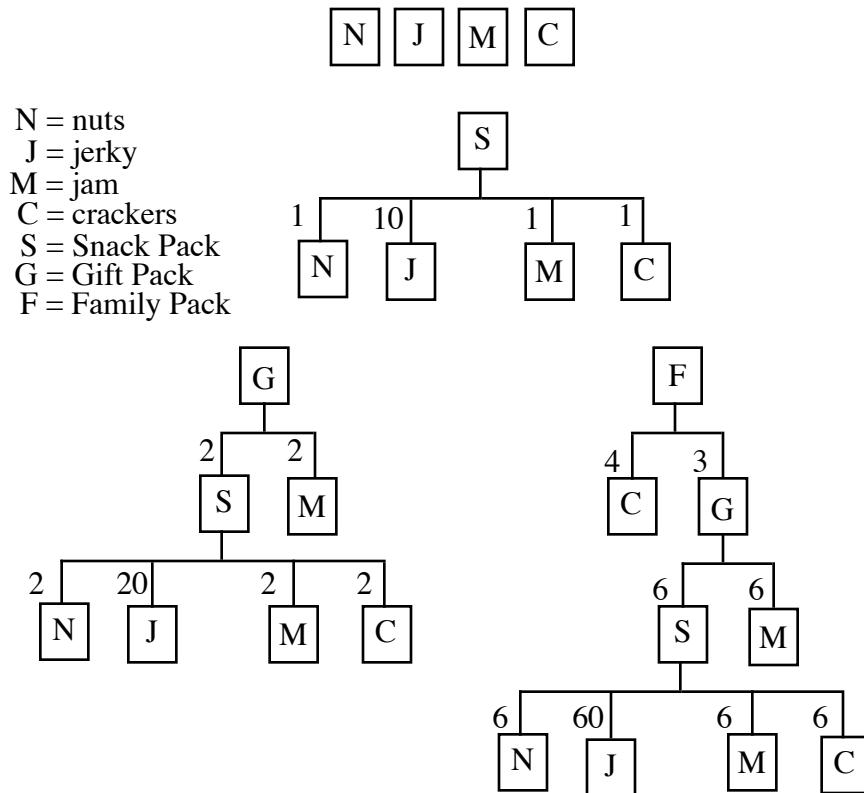 N J M C
N = nuts
J = jerky
M = jam
C = crackers
S = Snack Pack
G = Gift Pack
F = Family Pack
S
1 10 1 1
N J M C
G
2 2
S M
2 20 2 2
N J M C
F
4 3
C G
6 6
S M
6 60 6 6
N J M C